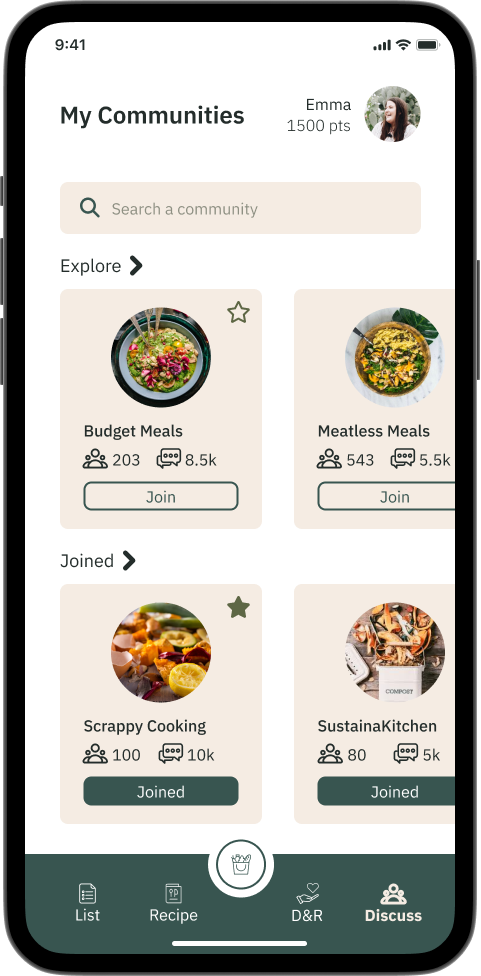 9:41
My Communities
Emma
1500 pts
Search a community
Explore
Budget Meals
203 8.5k
Join
Meatless Meals
543 5.5k
Join
Joined
Scrappy Cooking
100 10k
Joined
COMPOST
SustainaKitchen
80 5k
Joined
List
Recipe
D&R
Discuss